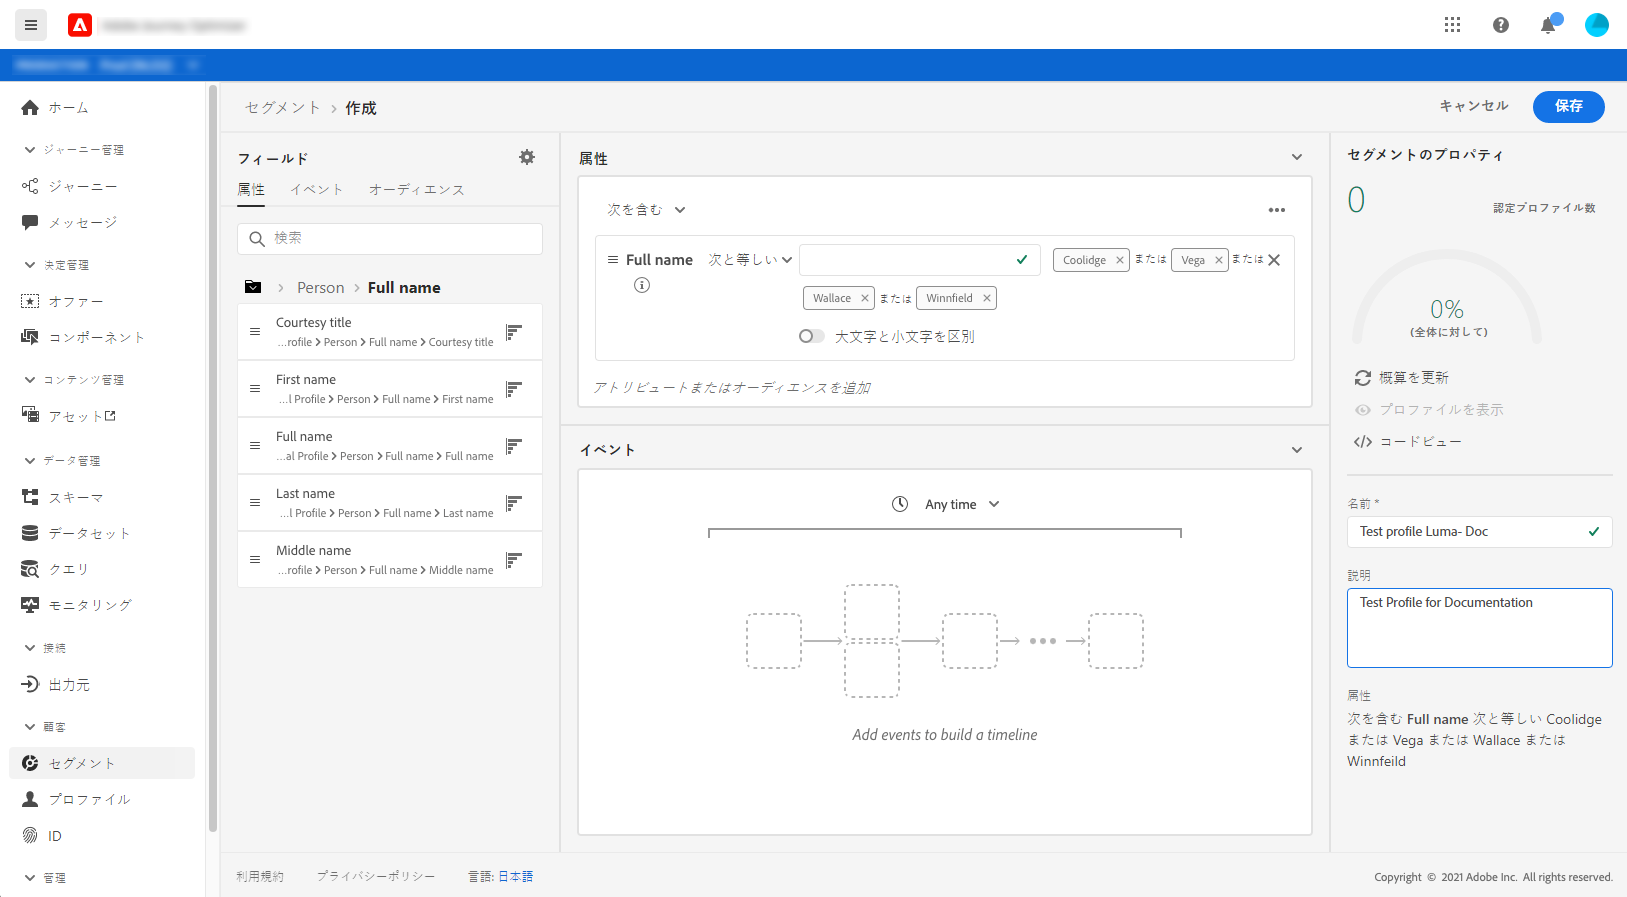 ホーム
ジャーニー管理
ジャーニー
メッセージ
決定管理
オファー
コンポーネント
コンテンツ管理
アセット
データ管理
スキーマ
データセット
クエリ
モニタリング
接続
出力元
顧客
セグメント
プロファイル
ID
管理
セグメント > 作成
キャンセル
保存
フィールド
属性 イベント オーディエンス
検索
Person > Full name
Courtesy title
...rofile > Person > Full name > Courtesy title
First name
...l Profile > Person > Full name > First name
Full name
...al Profile > Person > Full name > Full name
Last name
...l Profile > Person > Full name > Last name
Middle name
...rofile > Person > Full name > Middle name
属性
次を含む
Full name 次と等しい Coolidge × または Vega × または
Wallace × または Winnfield ×
大文字と小文字を区別
アトリビュートまたはオーディエンスを追加
イベント
Any time
Add events to build a timeline
セグメントのプロパティ
0
認定プロファイル数
0%
(全体に対して)
概算を更新
プロファイルを表示
</> コードビュー
名前 *
Test profile Luma- Doc
説明
Test Profile for Documentation
属性
次を含む Full name 次と等しい Coolidge
または Vega または Wallace または
Winnfeild
利用規約 プライバシーポリシー 言語: 日本語
Copyright © 2021 Adobe Inc. All rights reserved.